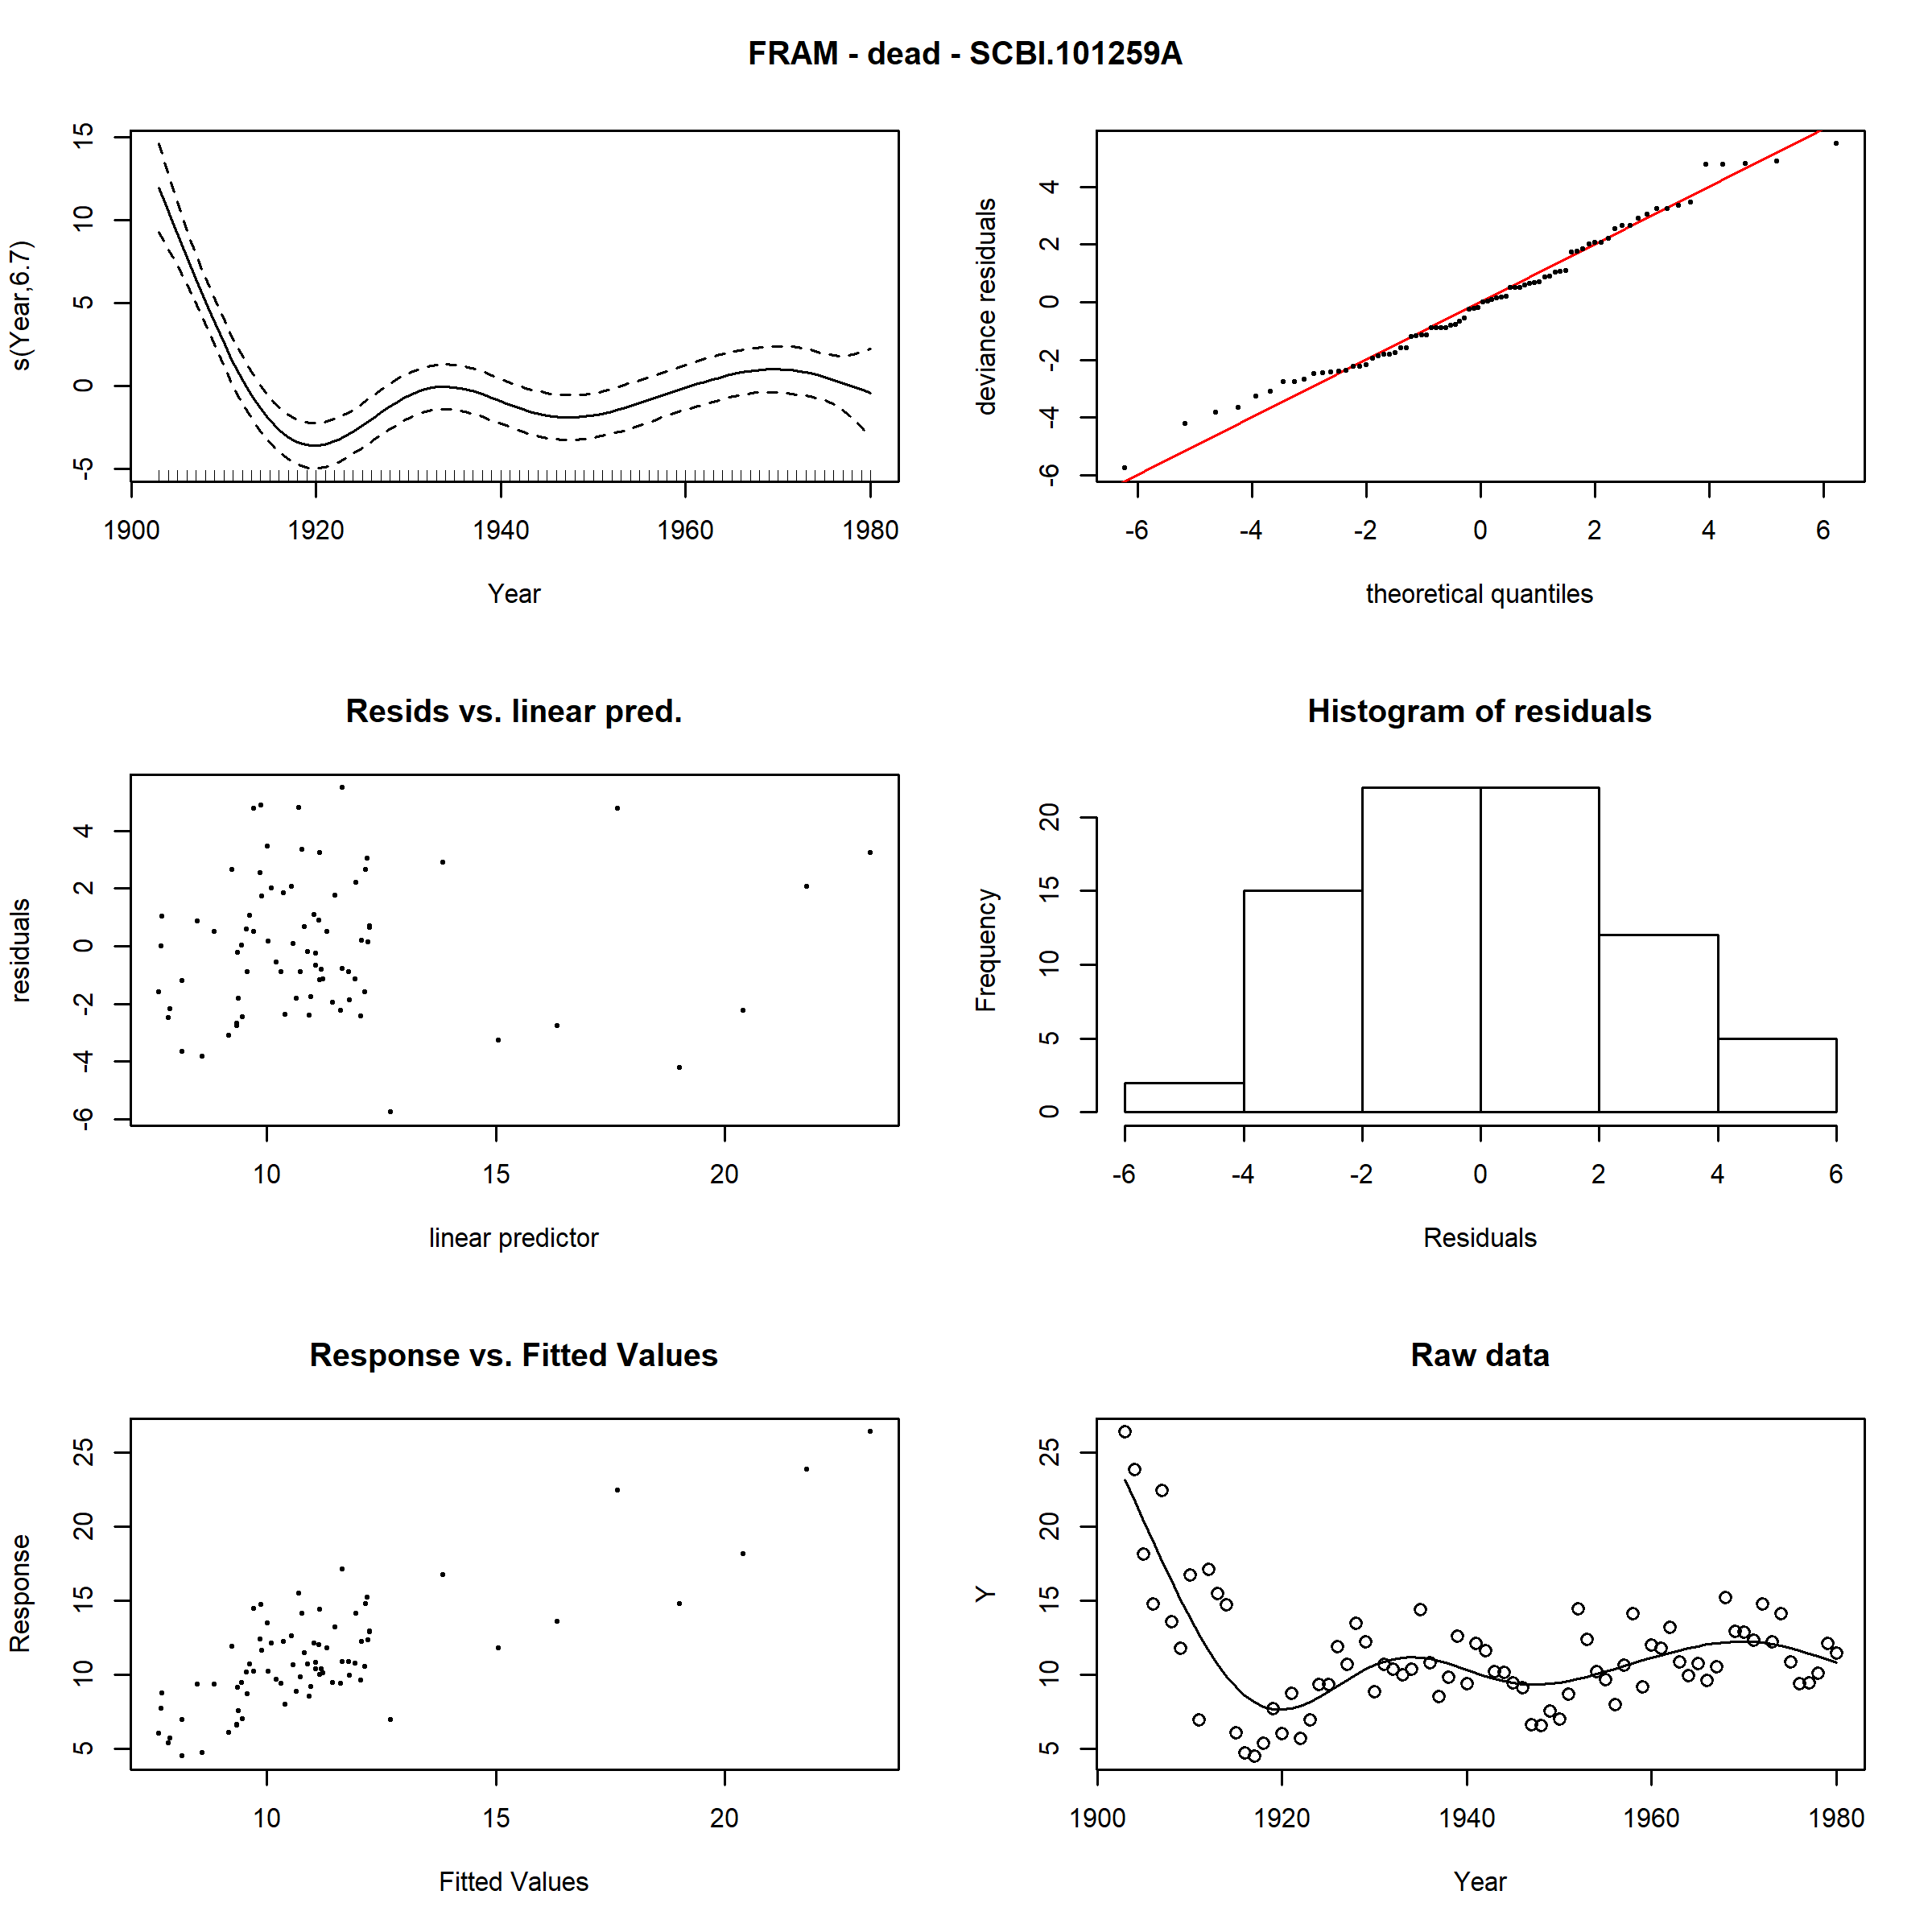 FRAM - dead - SCBI.101259A
s(Year,6.7)
15
10
5
0
-5
1900 1920 1940 1960 1980
Year
deviance residuals
4
2
0
-2
-4
-6
-6 -4 -2 0 2 4 6
theoretical quantiles
Resids vs. linear pred.
residuals
4
2
0
-2
-4
-6
10 15 20
linear predictor
Histogram of residuals
Frequency
20
15
10
5
0
-6 -4 -2 0 2 4 6
Residuals
Response vs. Fitted Values
Response
25
20
15
10
5
10 15 20
Fitted Values
Raw data
Y
25
20
15
10
5
1900 1920 1940 1960 1980
Year